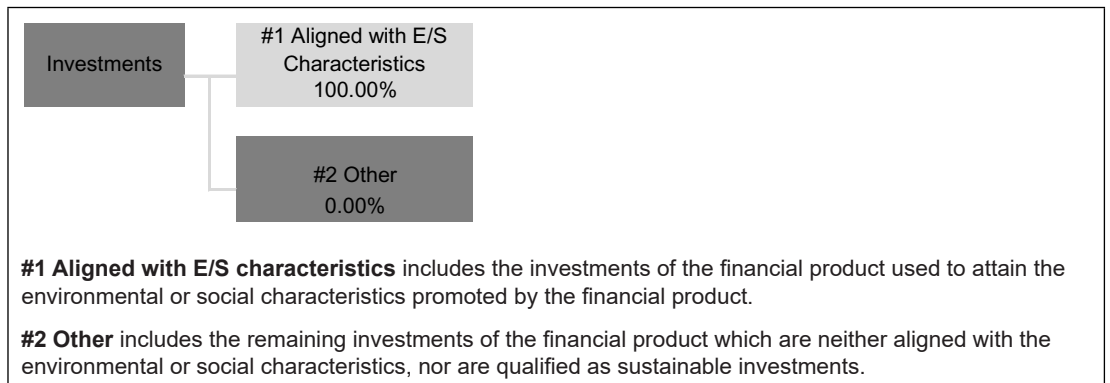 Investments
#1 Aligned with E/S
Characteristics
100.00%
#2 Other
0.00%
#1 Aligned with E/S characteristics includes the investments of the financial product used to attain the
environmental or social characteristics promoted by the financial product.
#2 Other includes the remaining investments of the financial product which are neither aligned with the
environmental or social characteristics, nor are qualified as sustainable investments.